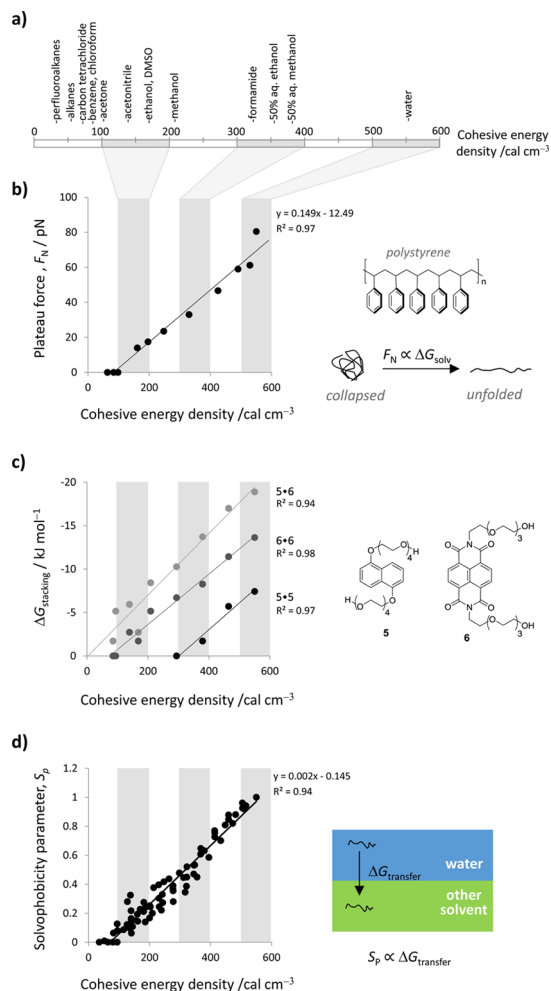 a)
-perfluoroalkanes
-alkanes
-carbon tetrachloride
-benzene, chloroform
-acetone
-acetonitrile
-ethanol, DMSO
-methanol
-formamide
-50% aq. ethanol
-50% aq. methanol
-water
0 100 200 300 400 500 600
Cohesive energy
density /cal cm⁻³
b)
y = 0.149x - 12.49
R² = 0.97
Plateau force , F_N / pN
100
80
60
40
20
0
0 200 400 600
Cohesive energy density /cal cm⁻³
polystyrene
n
F_N ∝ ΔG_solv
collapsed
unfolded
c)
ΔG_stacking / kJ mol⁻¹
-20
-15
-10
-5
0
0 200 400 600
Cohesive energy density /cal cm⁻³
5•6
R² = 0.94
6•6
R² = 0.98
5•5
R² = 0.97
O O H
4
H O O
4
5
O OH
3
O N O
O N O
O OH
3
6
d)
y = 0.002x - 0.145
R² = 0.94
Solvophobicity parameter, S_p
1.2
1
0.8
0.6
0.4
0.2
0
0 200 400 600
Cohesive energy density /cal cm⁻³
water
ΔG_transfer
other
solvent
S_P ∝ ΔG_transfer